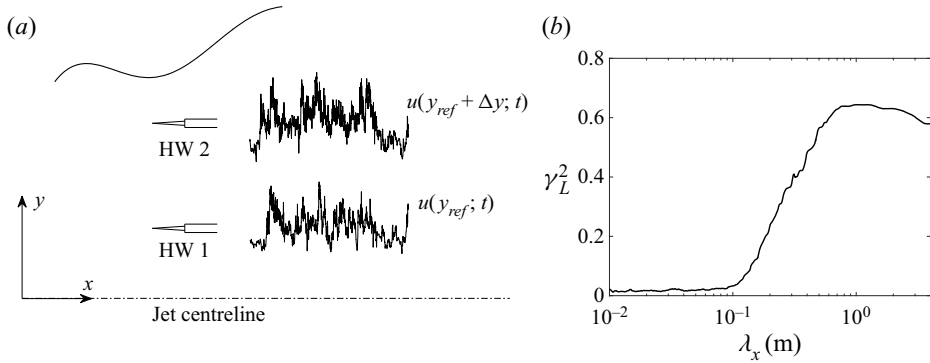 (a)
u(y_ref + Δy; t)
HW 2
u(y_ref; t)
HW 1
y
x
Jet centreline
(b)
0.8
0.6
γ_L^2
0.4
0.2
0
10^−2
10^−1
10^0
λ_x (m)